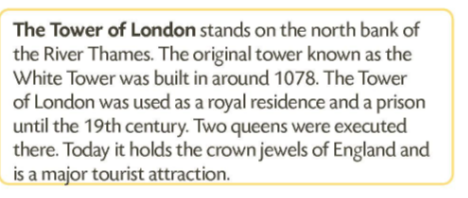 The Tower of London stands on the north bank of
the River Thames. The original tower known as the
White Tower was built in around 1078. The Tower
of London was used as a royal residence and a prison
until the 19th century. Two queens were executed
there. Today it holds the crown jewels of England and
is a major tourist attraction.